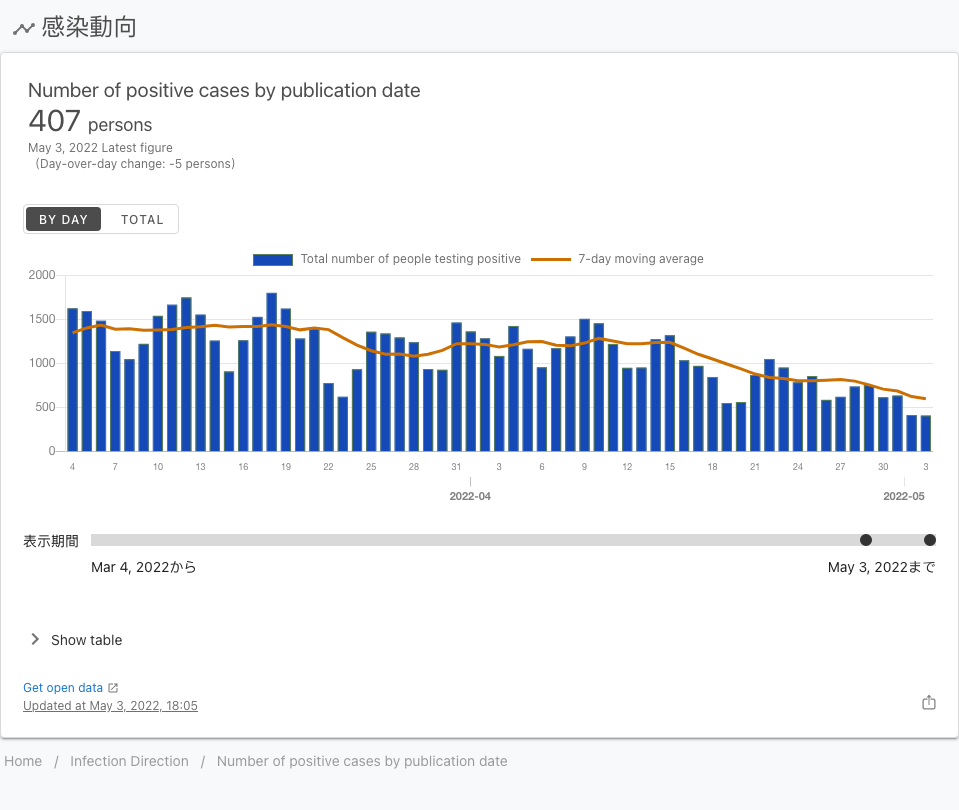 感染動向
Number of positive cases by publication date
407 persons
May 3, 2022 Latest figure
(Day-over-day change: -5 persons)
BY DAY TOTAL
Total number of people testing positive 7-day moving average
2000
1500
1000
500
0
4 7 10 13 16 19 22 25 28 31 3 6 9 12 15 18 21 24 27 30 3
2022-04 2022-05
表示期間
Mar 4, 2022から May 3, 2022まで
Show table
Get open data
Updated at May 3, 2022, 18:05
Home / Infection Direction / Number of positive cases by publication date